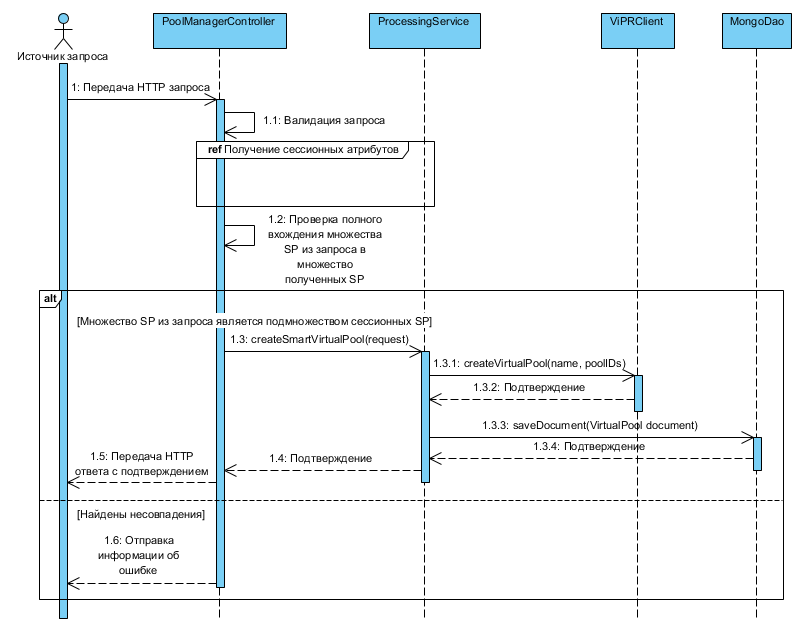 PoolManagerController
ProcessingService
ViPRClient
MongoDao
Источник запроса
1: Передача HTTP запроса
1.1: Валидация запроса
ref Получение сессионных атрибутов
1.2: Проверка полного
вхождения множества
SP из запроса в
множество
полученных SP
alt
[Множество SP из запроса является подмножеством сессионных SP]
1.3: createSmartVirtualPool(request)
1.3.1: createVirtualPool(name, poolIDs)
1.3.2: Подтверждение
1.3.3: saveDocument(VirtualPool document)
1.3.4: Подтверждение
1.4: Подтверждение
1.5: Передача HTTP
ответа с подтверждением
[Найдены несовпадения]
1.6: Отправка
информации об
ошибке